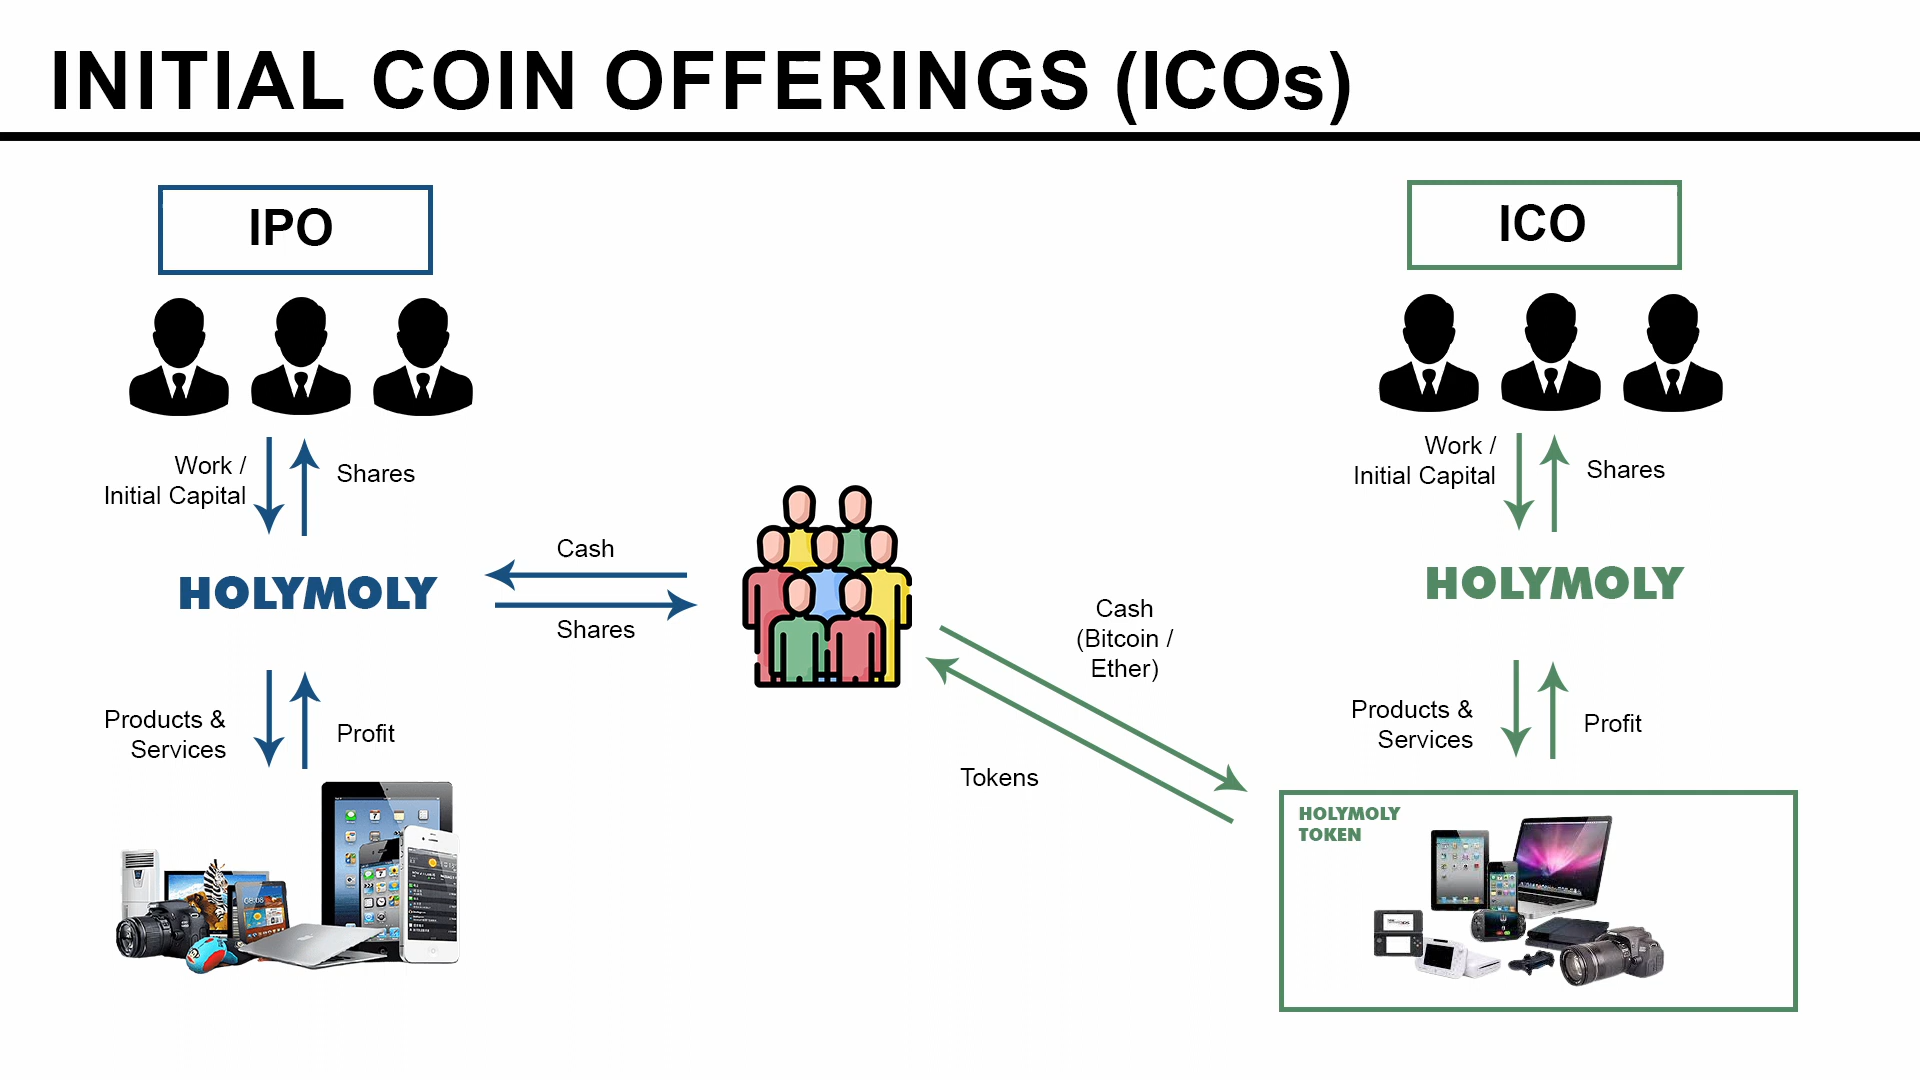 INITIAL COIN OFFERINGS (ICOs)
IPO
Work /
Initial Capital
Shares
HOLYMOLY
Cash
Shares
Products &
Services
Profit
Cash
(Bitcoin /
Ether)
Tokens
ICO
Work /
Initial Capital
Shares
HOLYMOLY
Products &
Services
Profit
HOLYMOLY
TOKEN